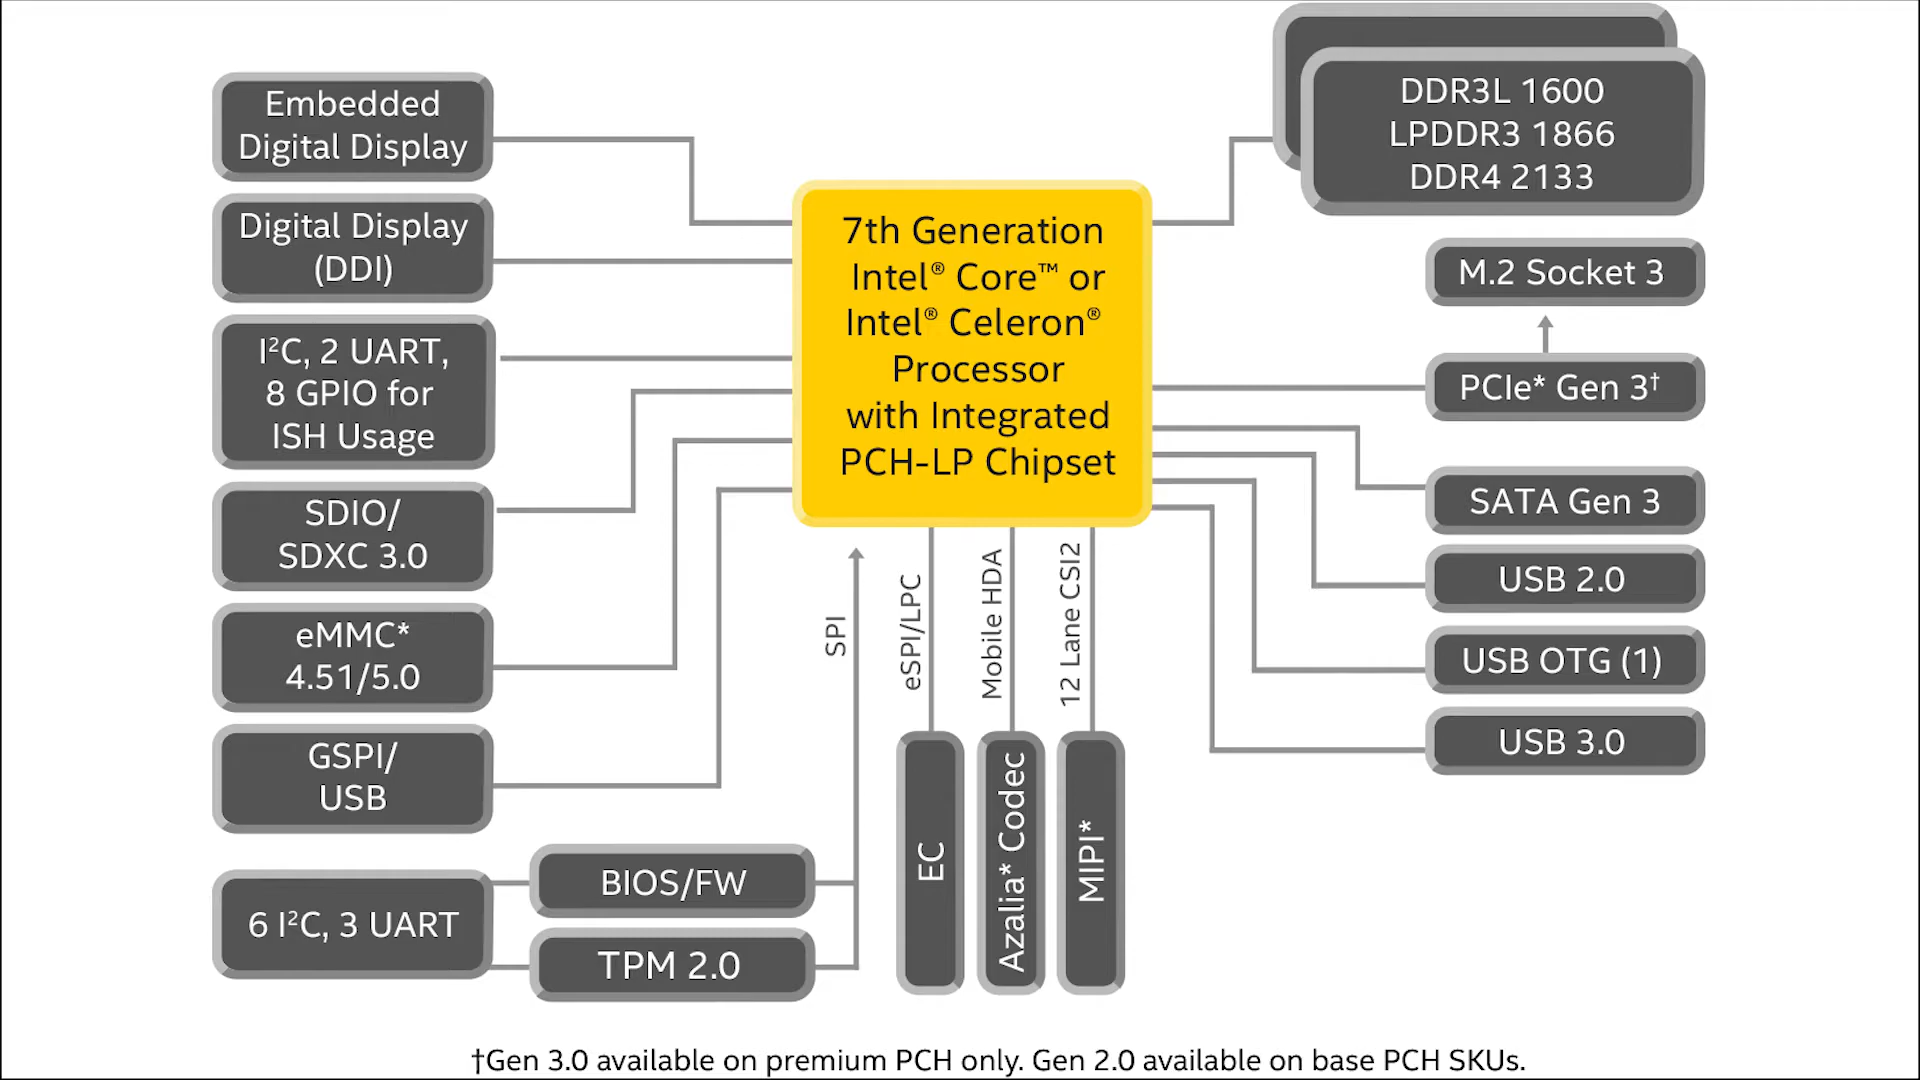 Embedded
Digital Display
Digital Display
(DDI)
I²C, 2 UART,
8 GPIO for
ISH Usage
SDIO/
SDXC 3.0
eMMC*
4.51/5.0
GSPI/
USB
6 I²C, 3 UART
BIOS/FW
TPM 2.0
7th Generation
Intel® Core™ or
Intel® Celeron®
Processor
with Integrated
PCH-LP Chipset
SPI
eSPI/LPC
Mobile HDA
12 Lane CSI2
EC
Azalia* Codec
MIPI*
DDR3L 1600
LPDDR3 1866
DDR4 2133
M.2 Socket 3
PCIe* Gen 3†
SATA Gen 3
USB 2.0
USB OTG (1)
USB 3.0
†Gen 3.0 available on premium PCH only. Gen 2.0 available on base PCH SKUs.